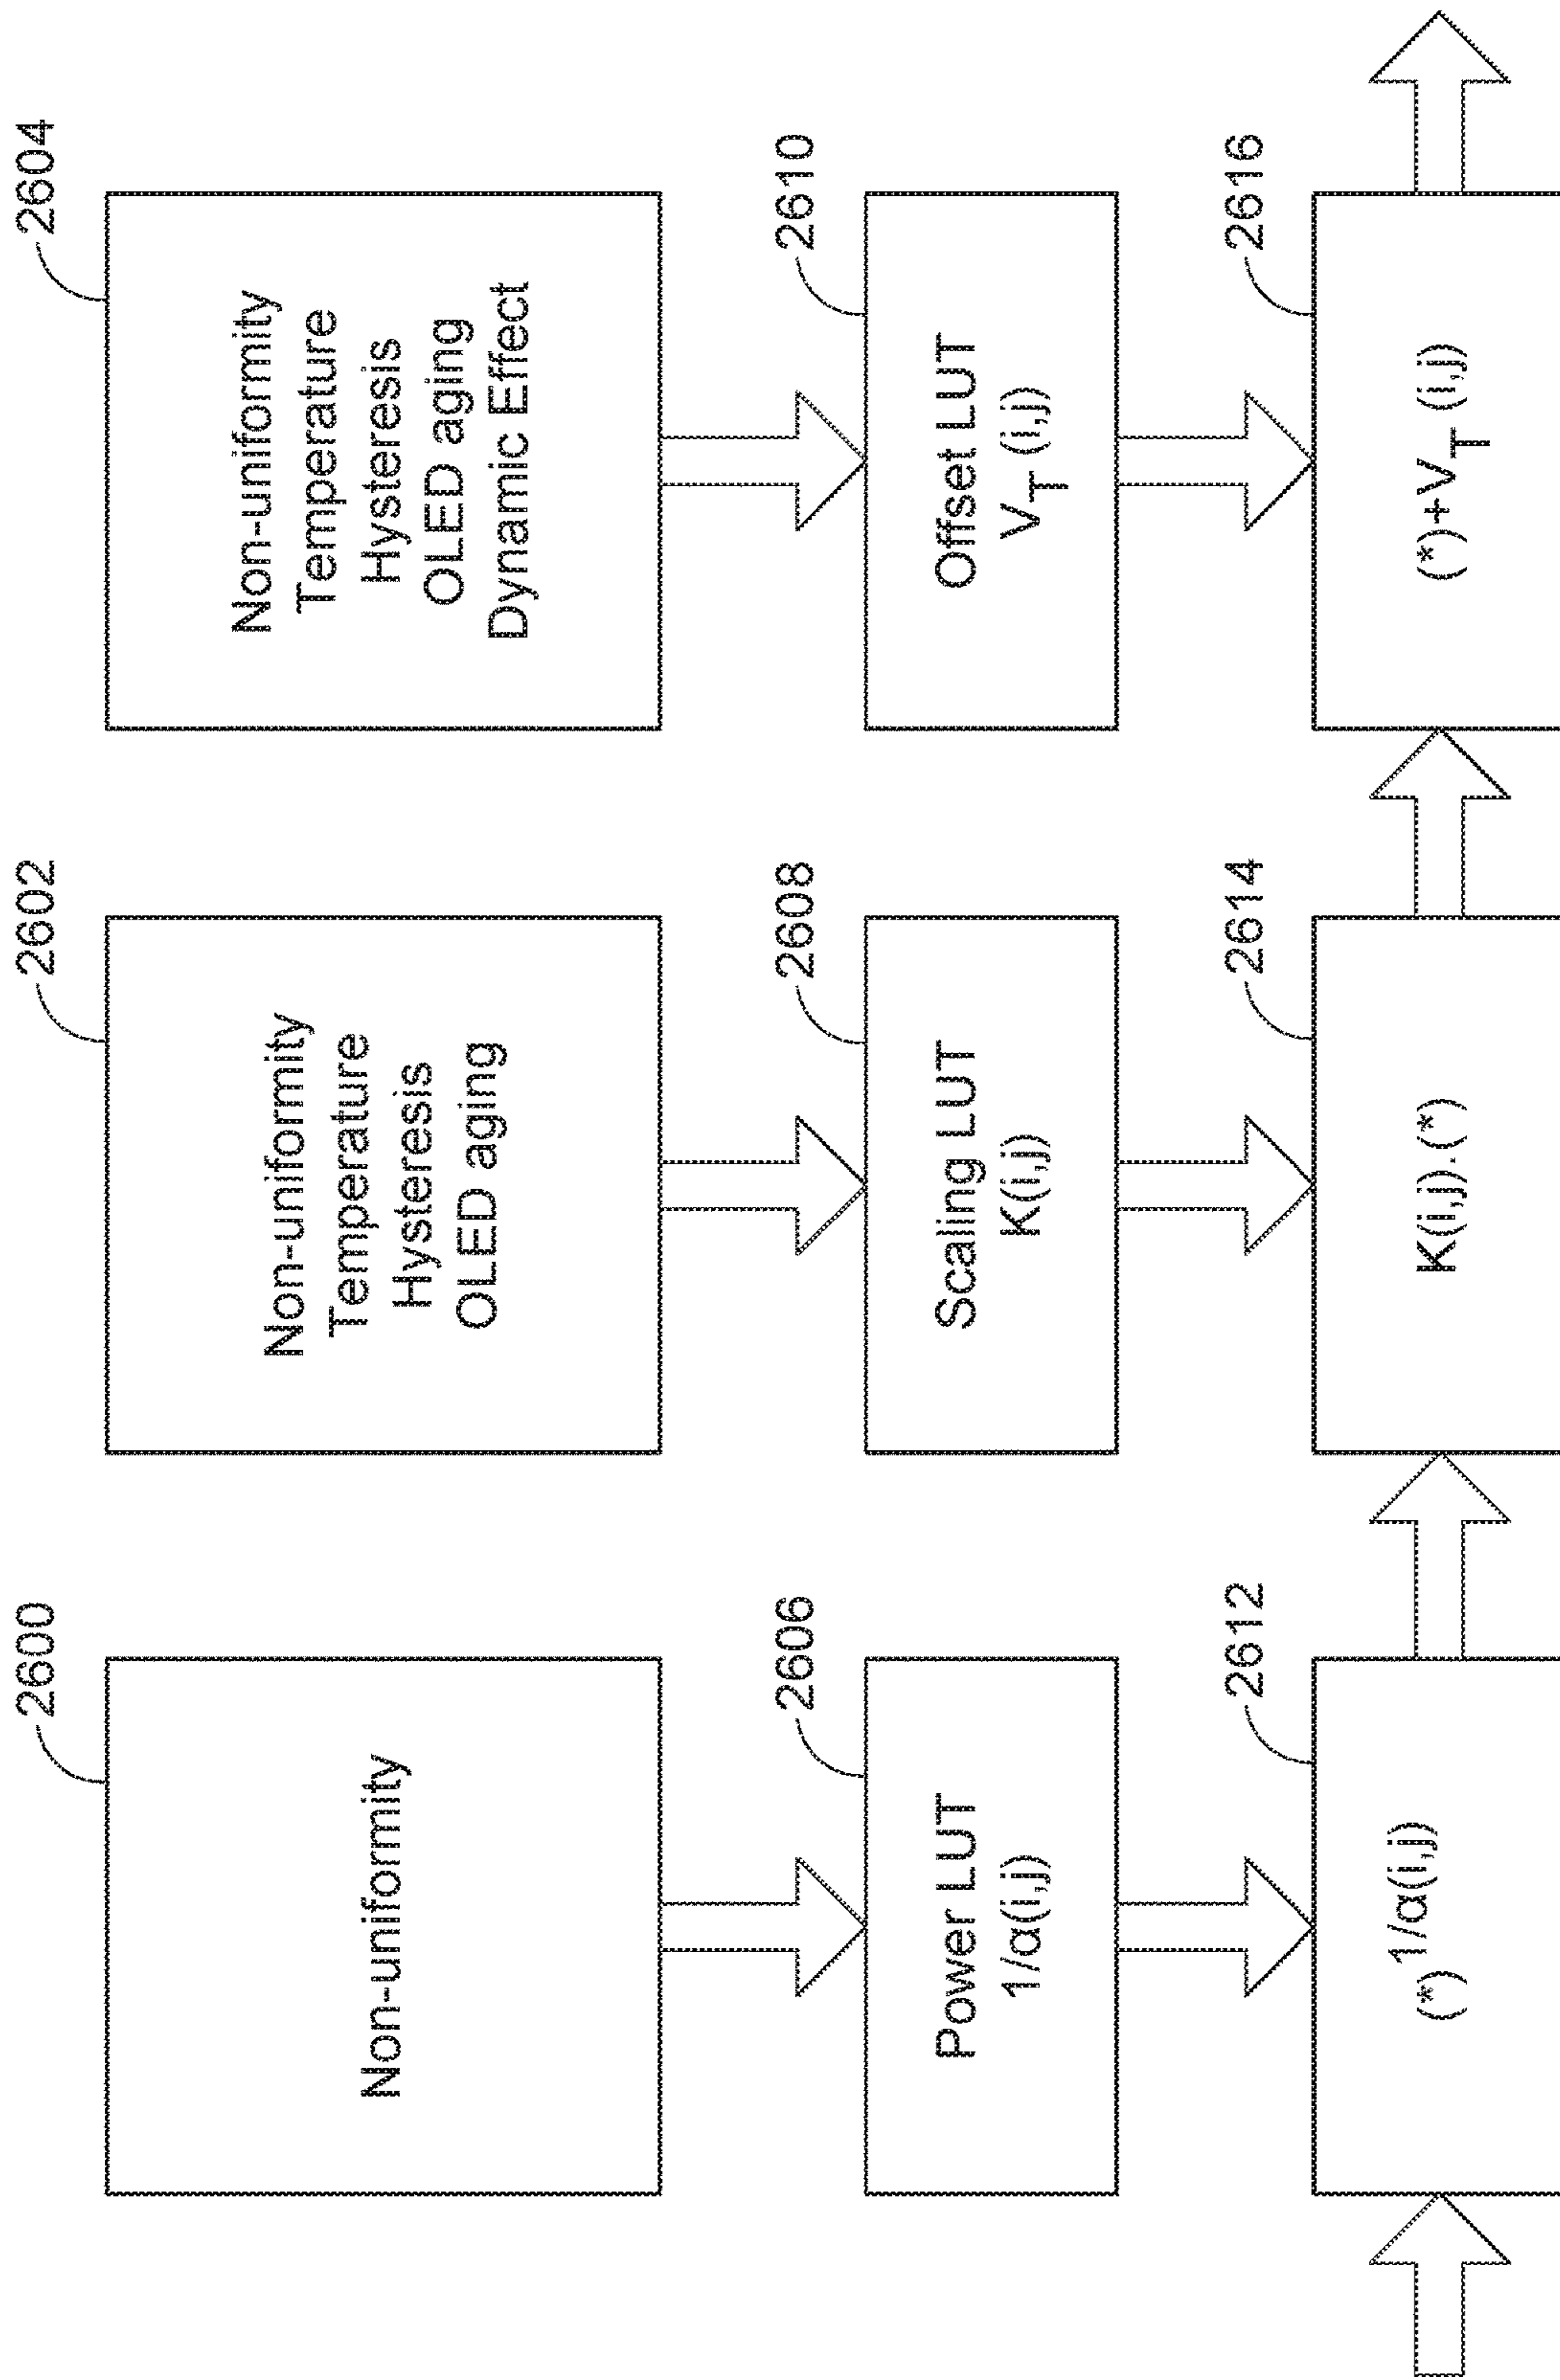 2600
Non-uniformity
2602
Non-uniformity
Temperature
Hysteresis
OLED aging
2604
Non-uniformity
Temperature
Hysteresis
OLED aging
Dynamic Effect
2606
Power LUT
1/α(i,j)
2608
Scaling LUT
K(i,j)
2610
Offset LUT
V_T (i,j)
2612
(*)^1/α(i,j)
2614
K(i,j).(*)
2616
(*)+V_T (i,j)